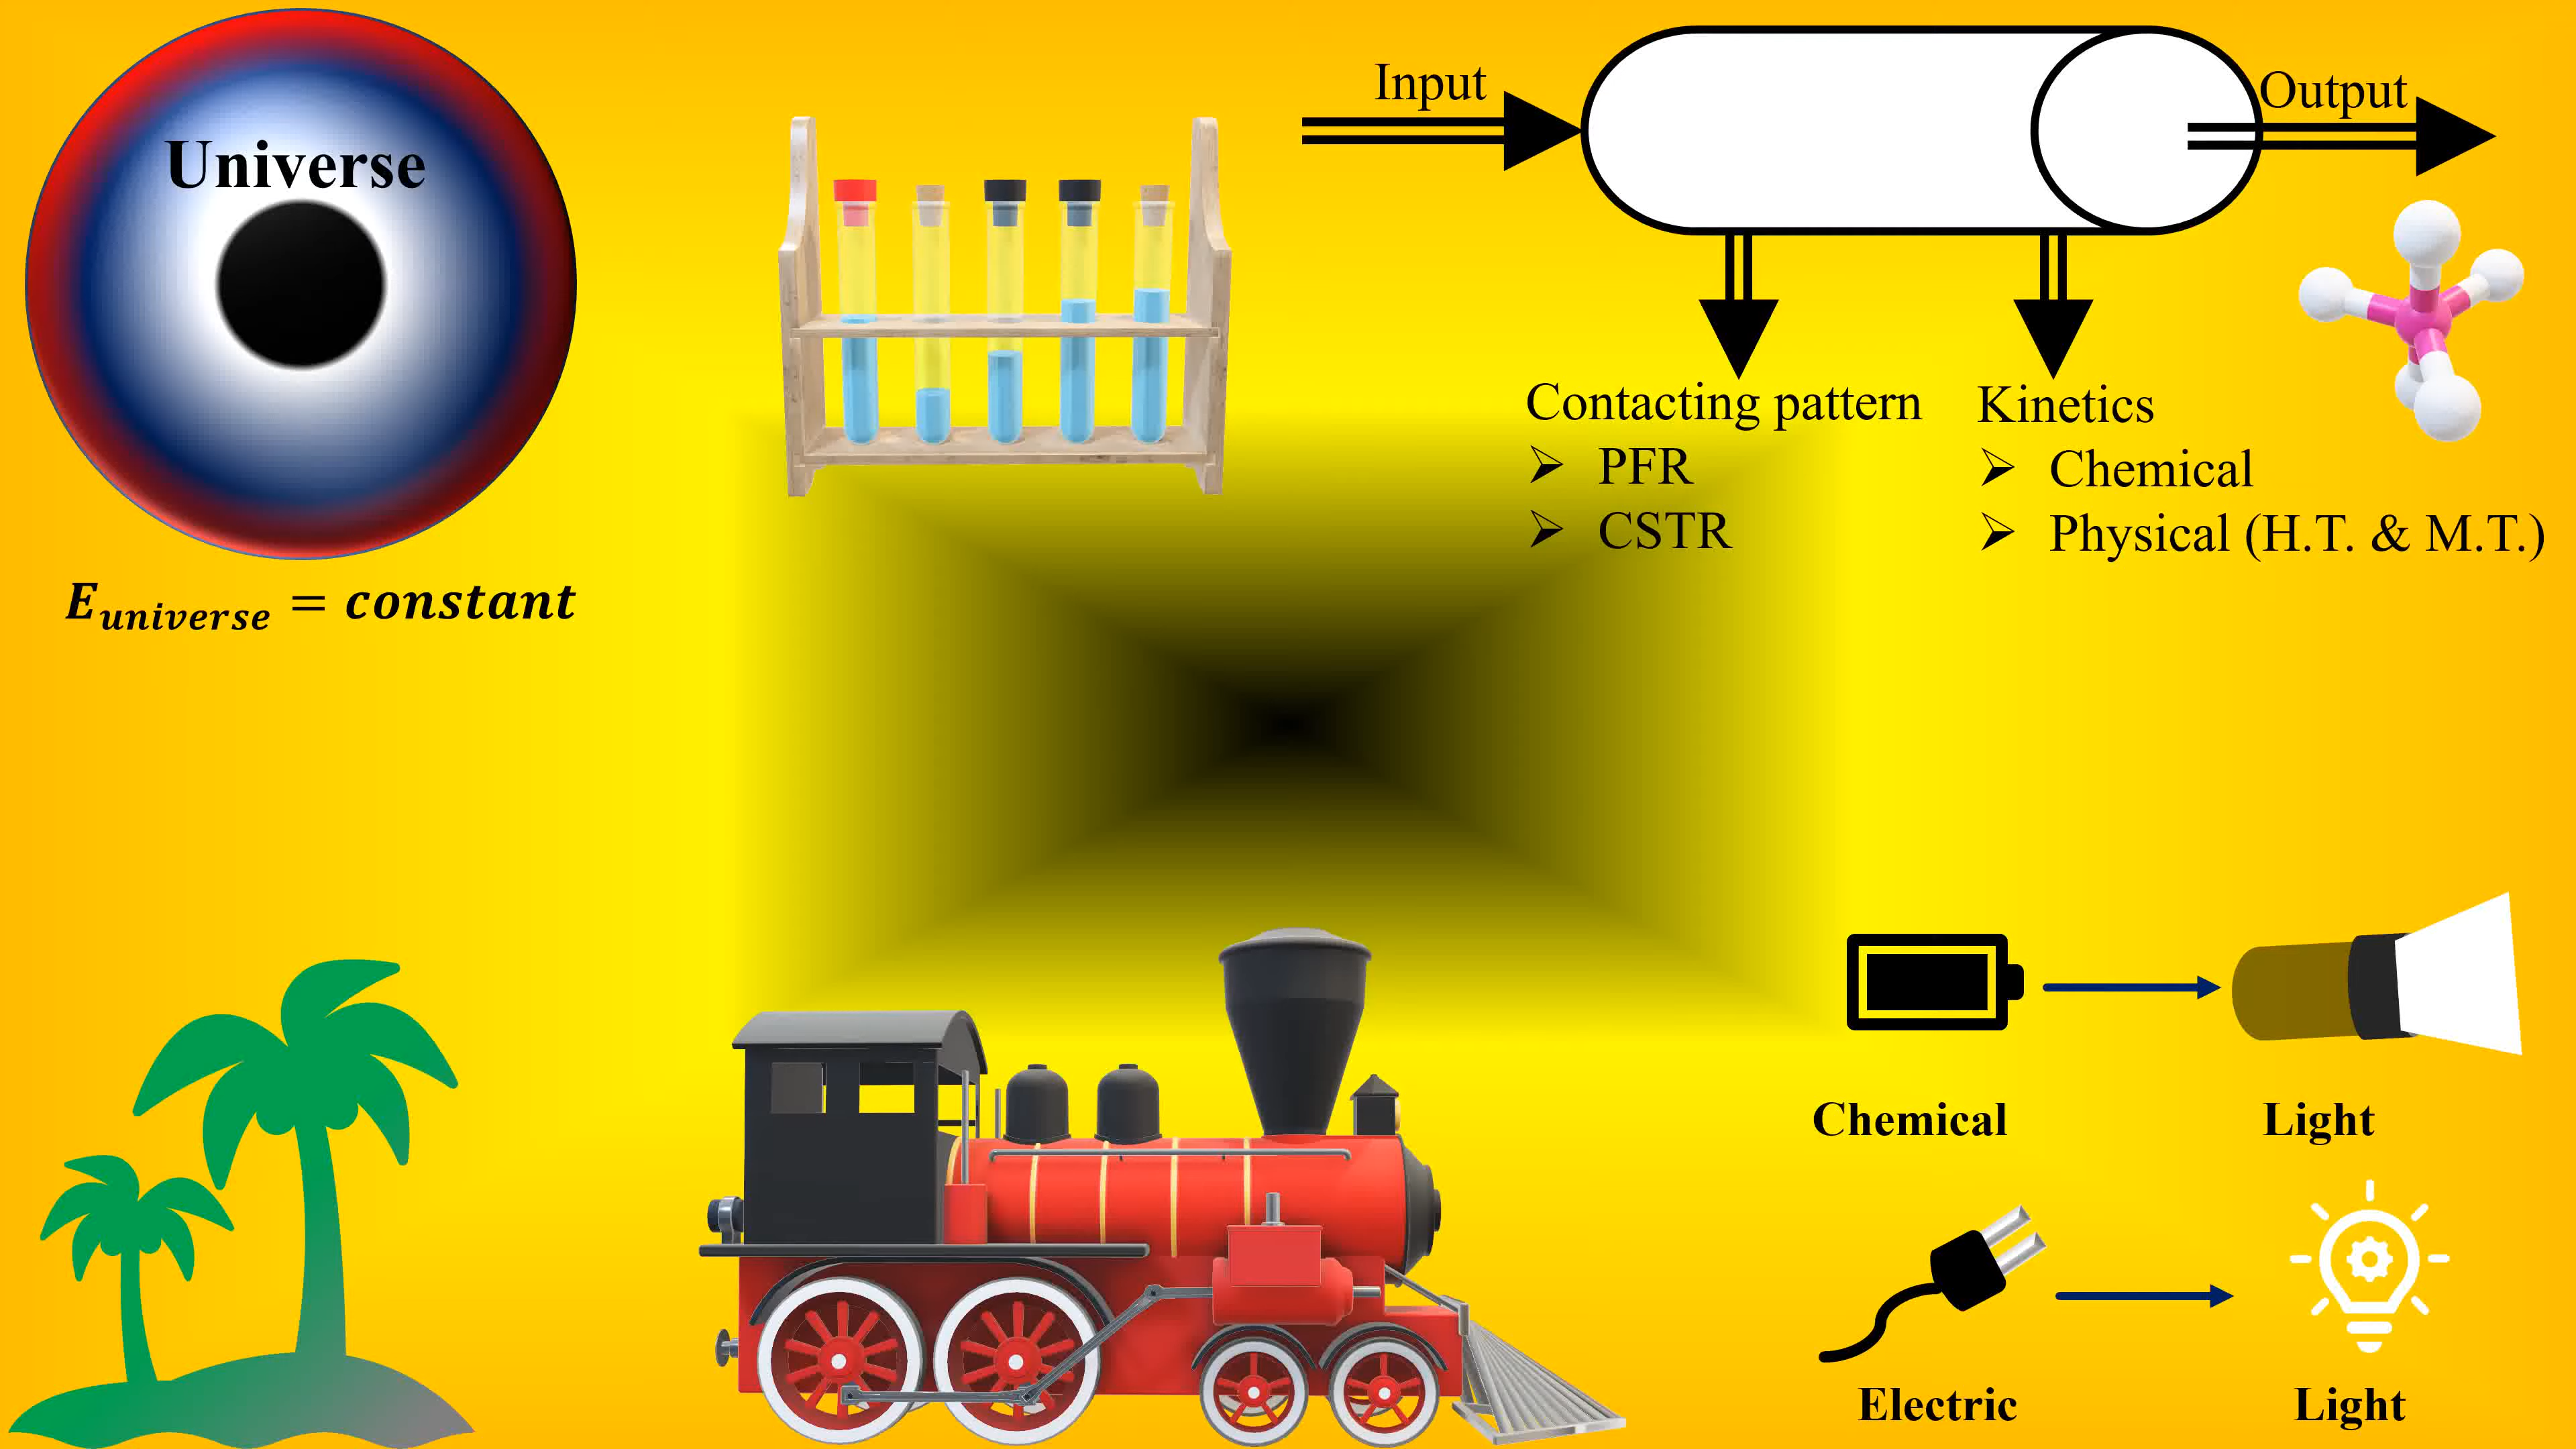 Universe
E_universe = constant
Input
Output
Contacting pattern
➢ PFR
➢ CSTR
Kinetics
➢ Chemical
➢ Physical (H.T. & M.T.)
Chemical
Light
Electric
Light